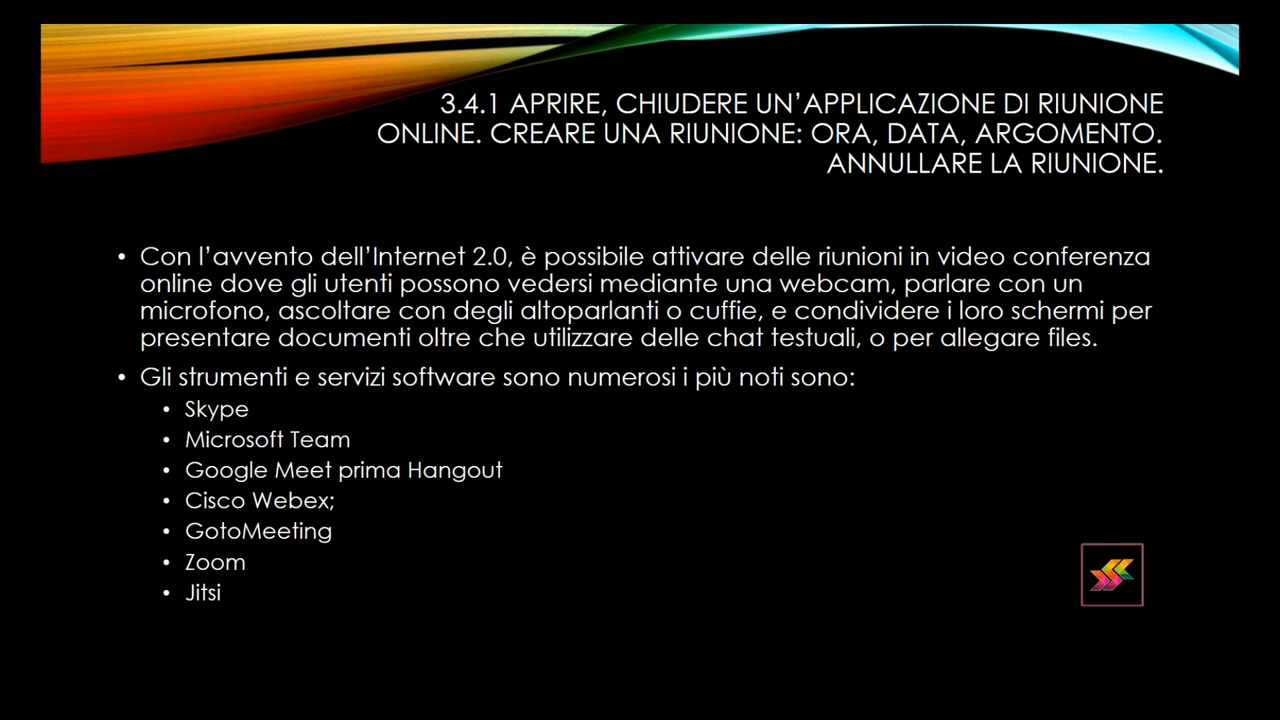 3.4.1 APRIRE, CHIUDERE UN'APPLICAZIONE DI RIUNIONE
ONLINE. CREARE UNA RIUNIONE: ORA, DATA, ARGOMENTO.
ANNULLARE LA RIUNIONE.
• Con l'avvento dell'Internet 2.0, è possibile attivare delle riunioni in video conferenza
online dove gli utenti possono vedersi mediante una webcam, parlare con un
microfono, ascoltare con degli altoparlanti o cuffie, e condividere i loro schermi per
presentare documenti oltre che utilizzare delle chat testuali, o per allegare files.
• Gli strumenti e servizi software sono numerosi i più noti sono:
• Skype
• Microsoft Team
• Google Meet prima Hangout
• Cisco Webex;
• GotoMeeting
• Zoom
• Jitsi